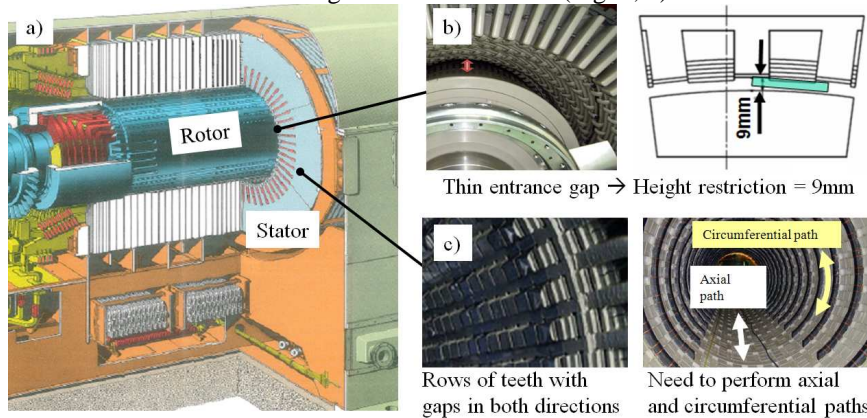 a)
Rotor
Stator
b)
9mm
Thin entrance gap → Height restriction = 9mm
c)
Circumferential path
Axial
path
Rows of teeth with
gaps in both directions
Need to perform axial
and circumferential paths